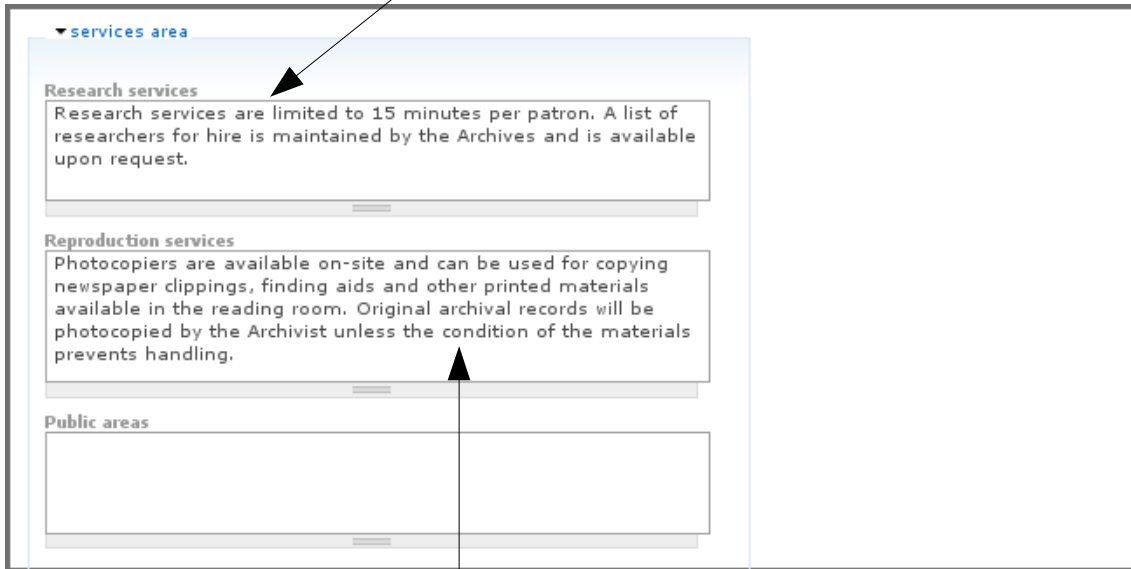 services area
Research services
Research services are limited to 15 minutes per patron. A list of
researchers for hire is maintained by the Archives and is available
upon request.
Reproduction services
Photocopiers are available on-site and can be used for copying
newspaper clippings, finding aids and other printed materials
available in the reading room. Original archival records will be
photocopied by the Archivist unless the condition of the materials
prevents handling.
Public areas